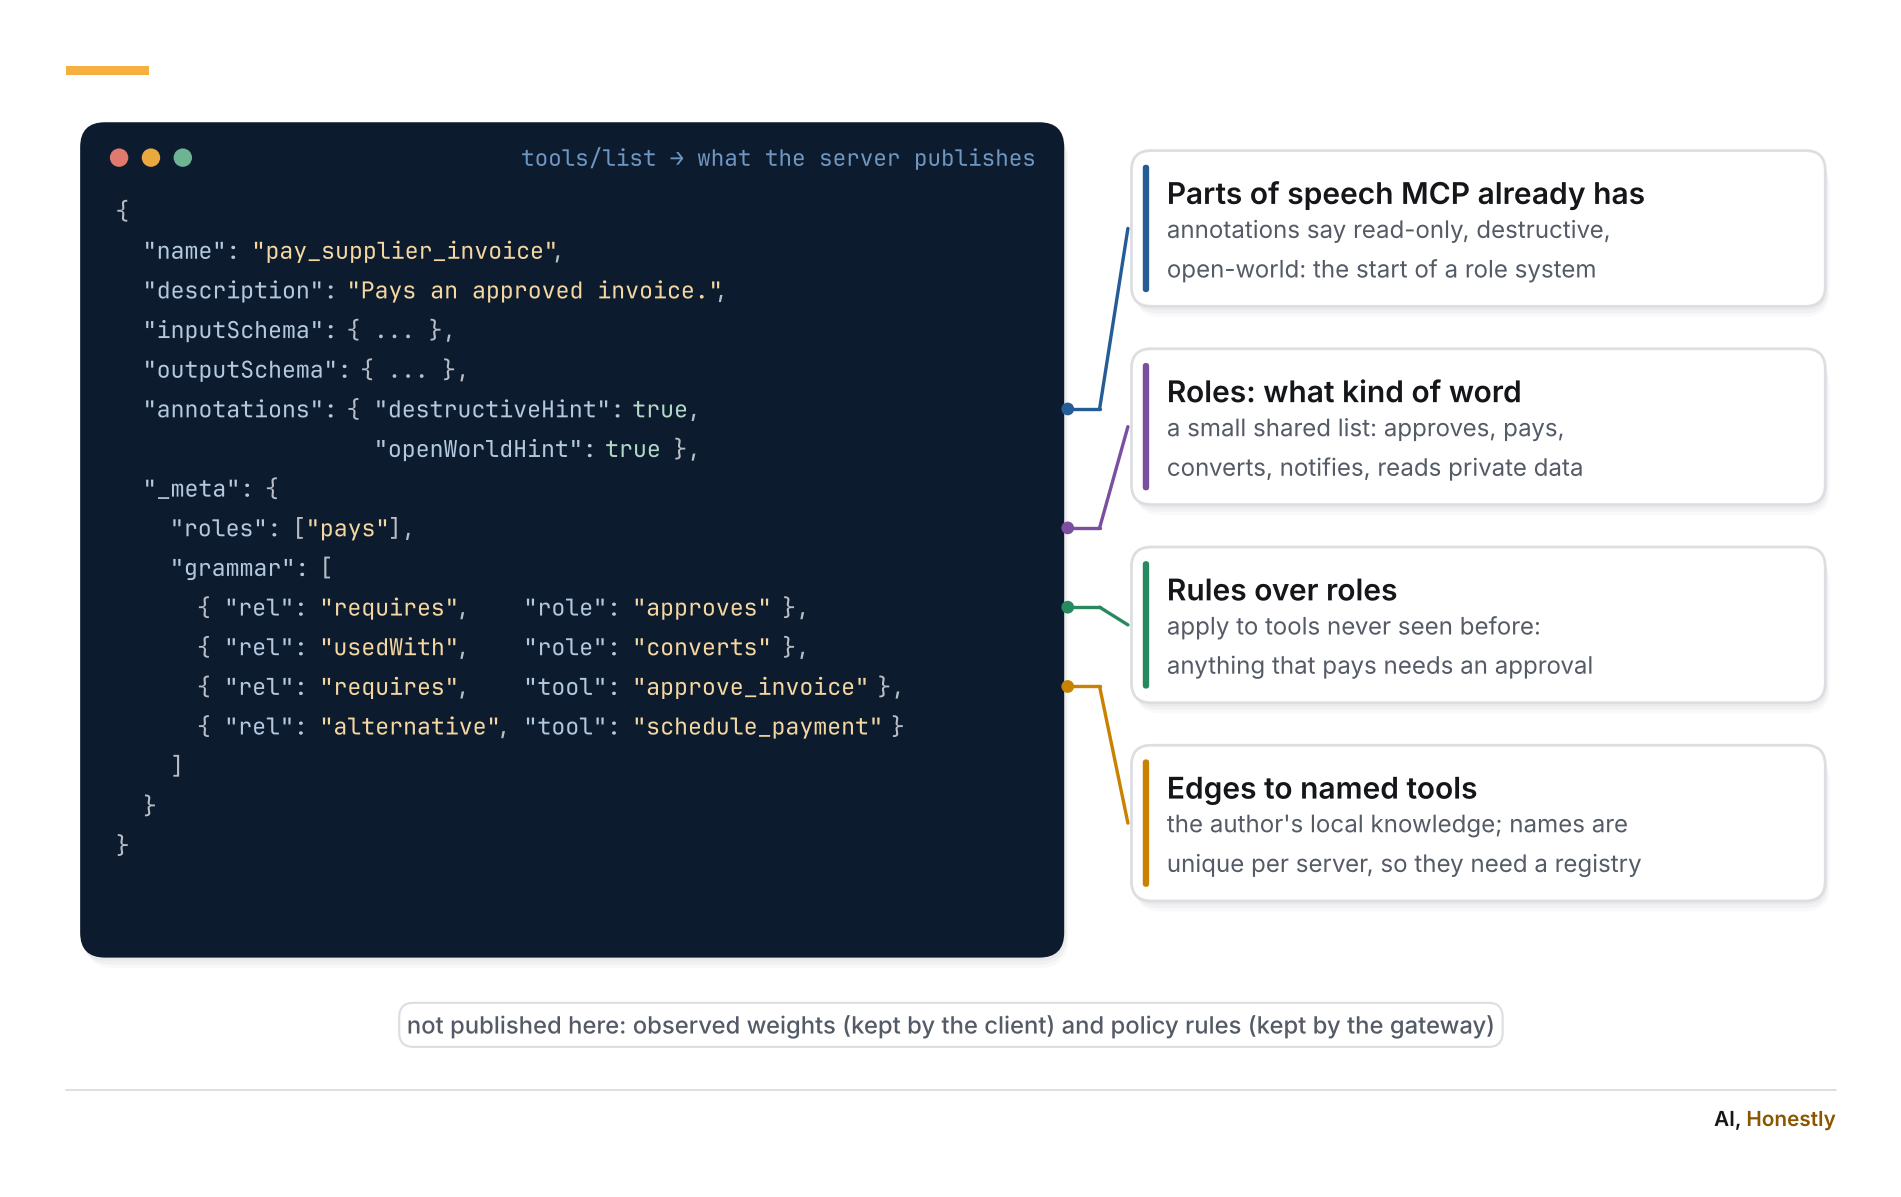 tools/list → what the server publishes
{
"name": "pay_supplier_invoice",
"description": "Pays an approved invoice.",
"inputSchema": { ... },
"outputSchema": { ... },
"annotations": { "destructiveHint": true,
"openWorldHint": true },
"_meta": {
"roles": ["pays"],
"grammar": [
{ "rel": "requires", "role": "approves" },
{ "rel": "usedWith", "role": "converts" },
{ "rel": "requires", "tool": "approve_invoice" },
{ "rel": "alternative", "tool": "schedule_payment" }
]
}
}
Parts of speech MCP already has
annotations say read-only, destructive,
open-world: the start of a role system
Roles: what kind of word
a small shared list: approves, pays,
converts, notifies, reads private data
Rules over roles
apply to tools never seen before:
anything that pays needs an approval
Edges to named tools
the author's local knowledge; names are
unique per server, so they need a registry
not published here: observed weights (kept by the client) and policy rules (kept by the gateway)
AI, Honestly